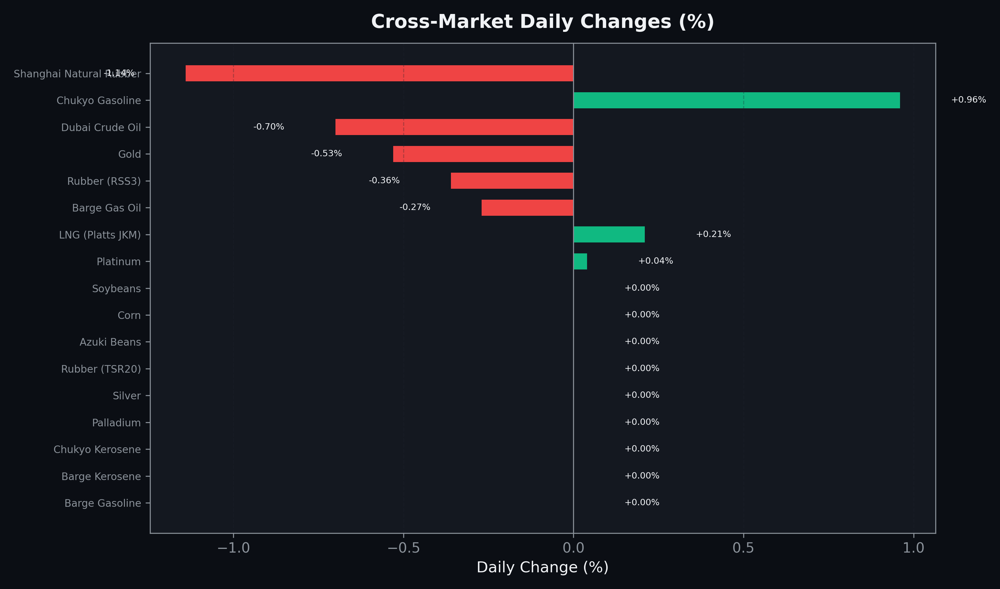 Cross-Market Daily Changes (%)
Shanghai Natural Rubber -1.14%
Chukyo Gasoline +0.96%
Dubai Crude Oil -0.70%
Gold -0.53%
Rubber (RSS3) -0.36%
Barge Gas Oil -0.27%
LNG (Platts JKM) +0.21%
Platinum +0.04%
Soybeans +0.00%
Corn +0.00%
Azuki Beans +0.00%
Rubber (TSR20) +0.00%
Silver +0.00%
Palladium +0.00%
Chukyo Kerosene +0.00%
Barge Kerosene +0.00%
Barge Gasoline +0.00%
−1.0 −0.5 0.0 0.5 1.0
Daily Change (%)